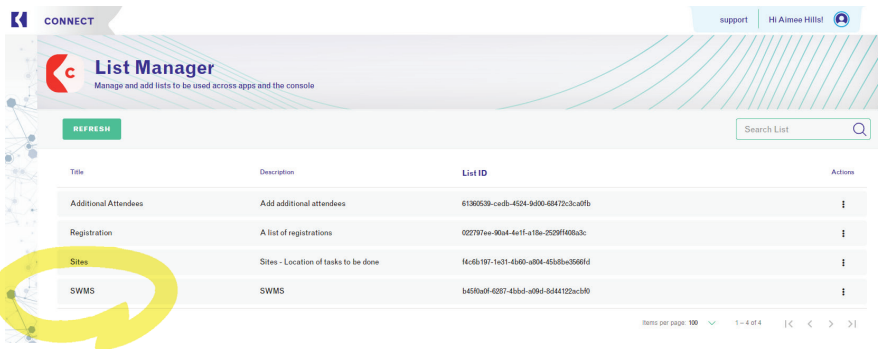 CONNECT
support Hi Aimee Hills!
C
List Manager
Manage and add lists to be used across apps and the console
REFRESH
Search List
Title Description List ID Actions
Additional Attendees Add additional attendees 61360539-cedb-4524-9d00-68472c3ca0fb
Registration A list of registrations 022797ee-90a4-4e1f-a18e-2529ff408a3c
Sites Sites - Location of tasks to be done f4c6b197-1e31-4b60-a804-45b8be3566fd
SWMS SWMS b45f0a0f-6287-4bbd-a09d-8d44122acbf0
Items per page: 100 1 – 4 of 4